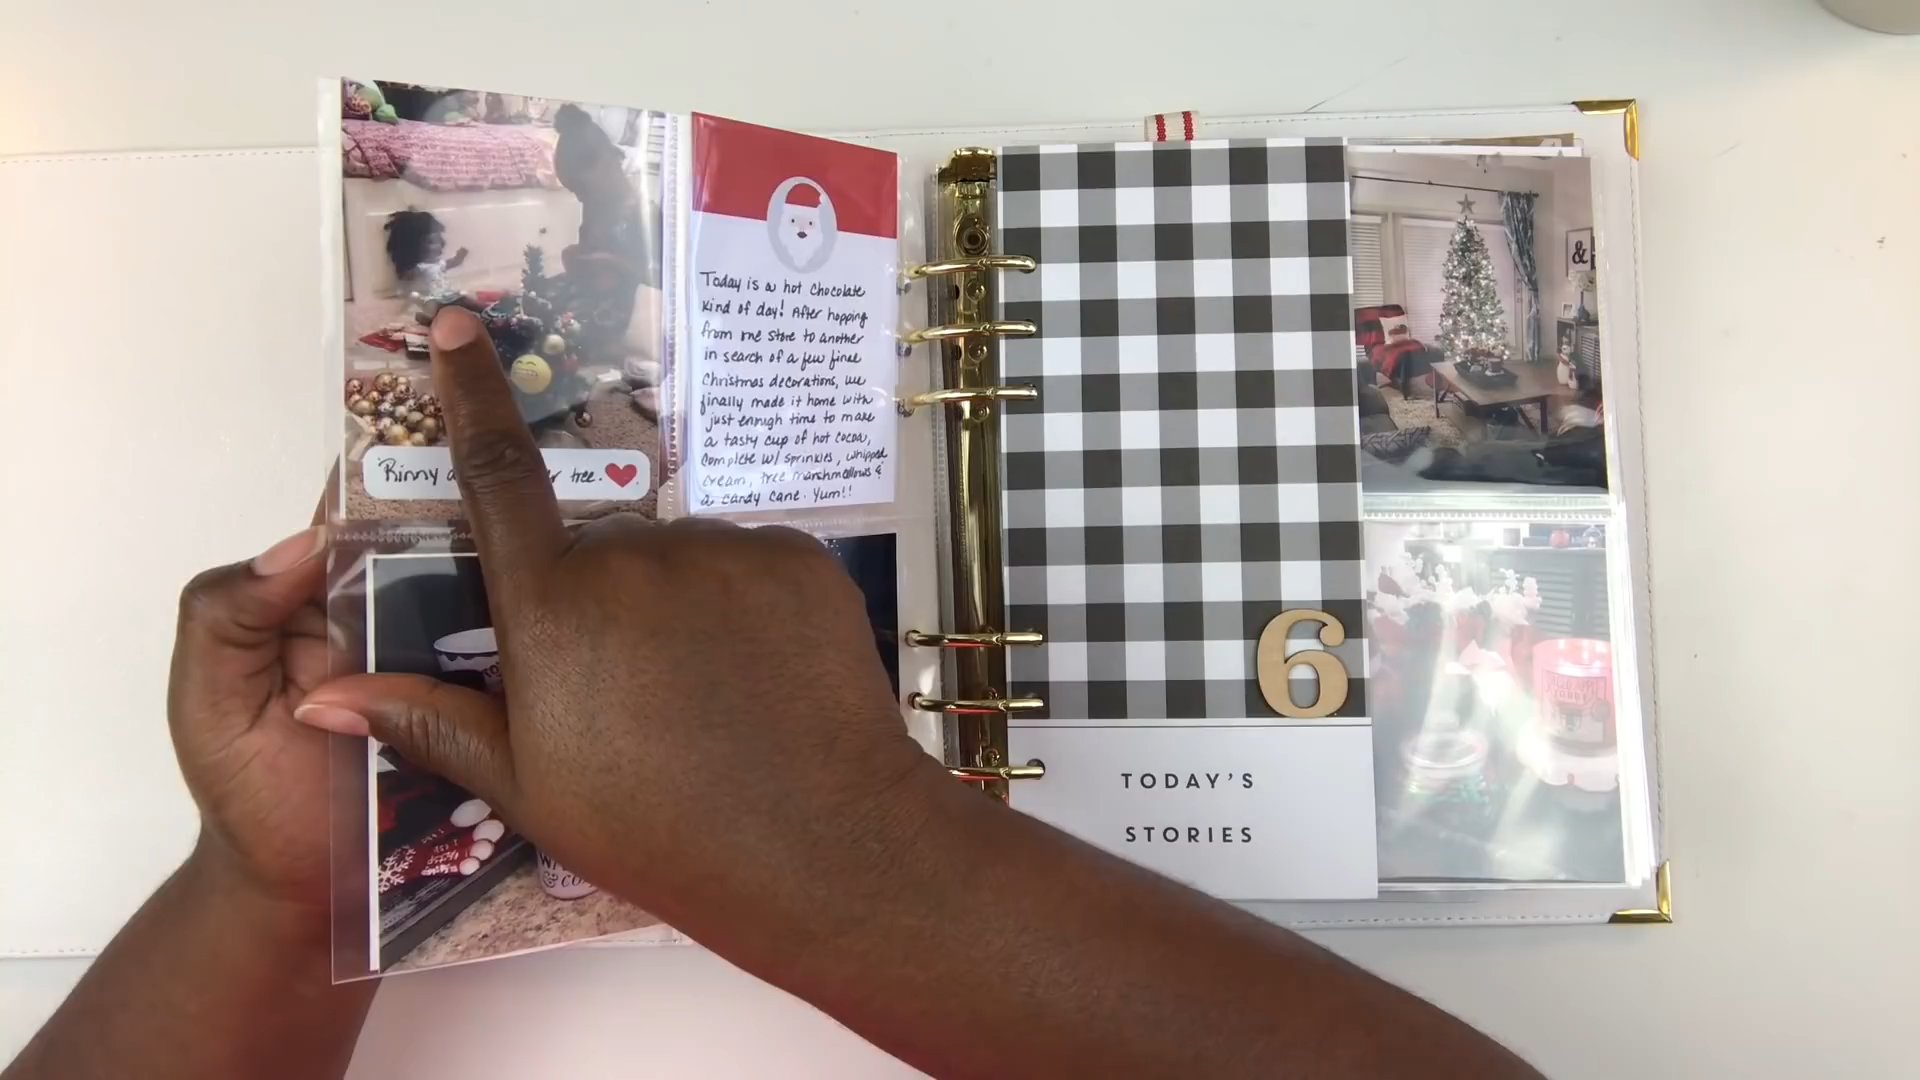 Rinny a r tree.
Today is a hot chocolate
kind of day! After hopping
from one store to another
in search of a few final
Christmas decorations, we
finally made it home with
just enough time to make
a tasty cup of hot cocoa,
complete w/ sprinkles, whipped
cream, tree marshmellows &
a candy cane. Yum!!
&
6
TODAY'S
STORIES
& CO